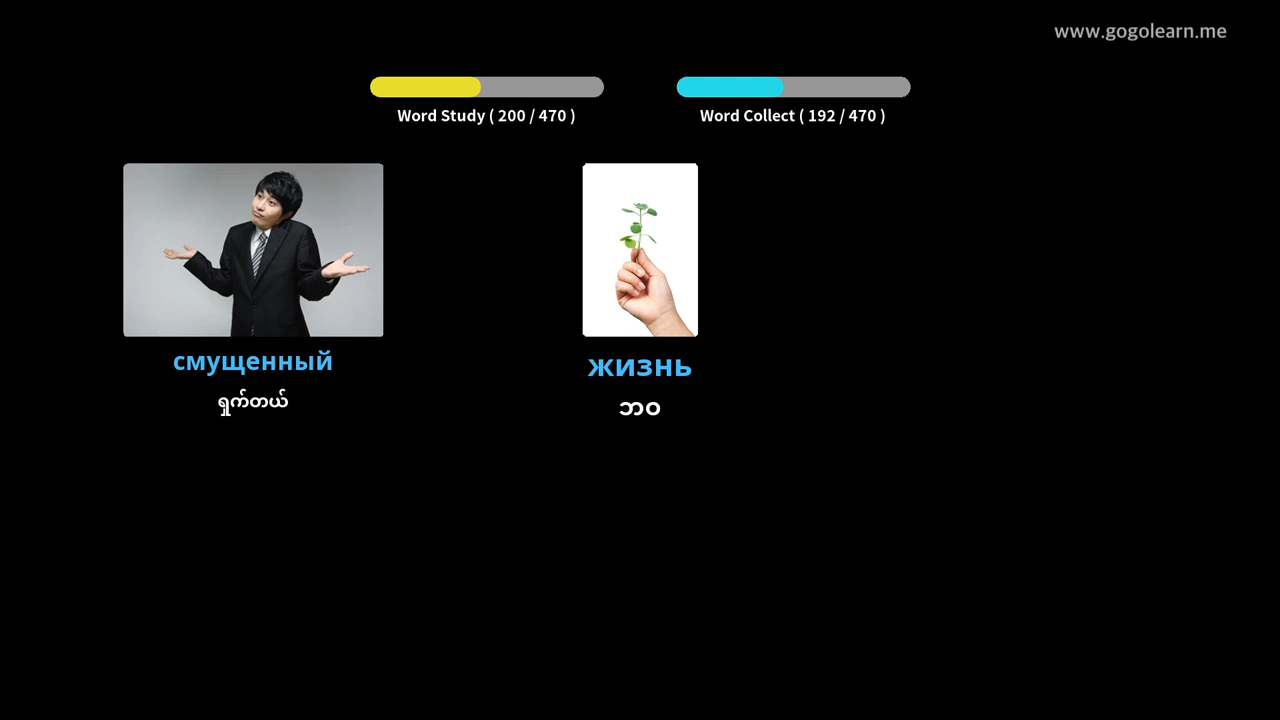 www.gogolearn.me
Word Study ( 200 / 470 )
Word Collect ( 192 / 470 )
смущенный
ရှုက်တယ်
жизнь
ဘဝ